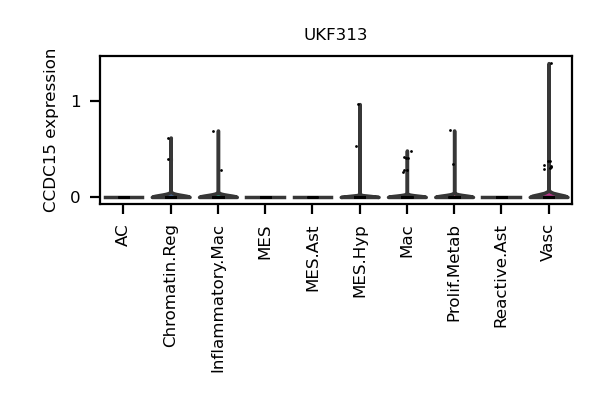 UKF313
CCDC15 expression
1
0
AC
Chromatin.Reg
Inflammatory.Mac
MES
MES.Ast
MES.Hyp
Mac
Prolif.Metab
Reactive.Ast
Vasc